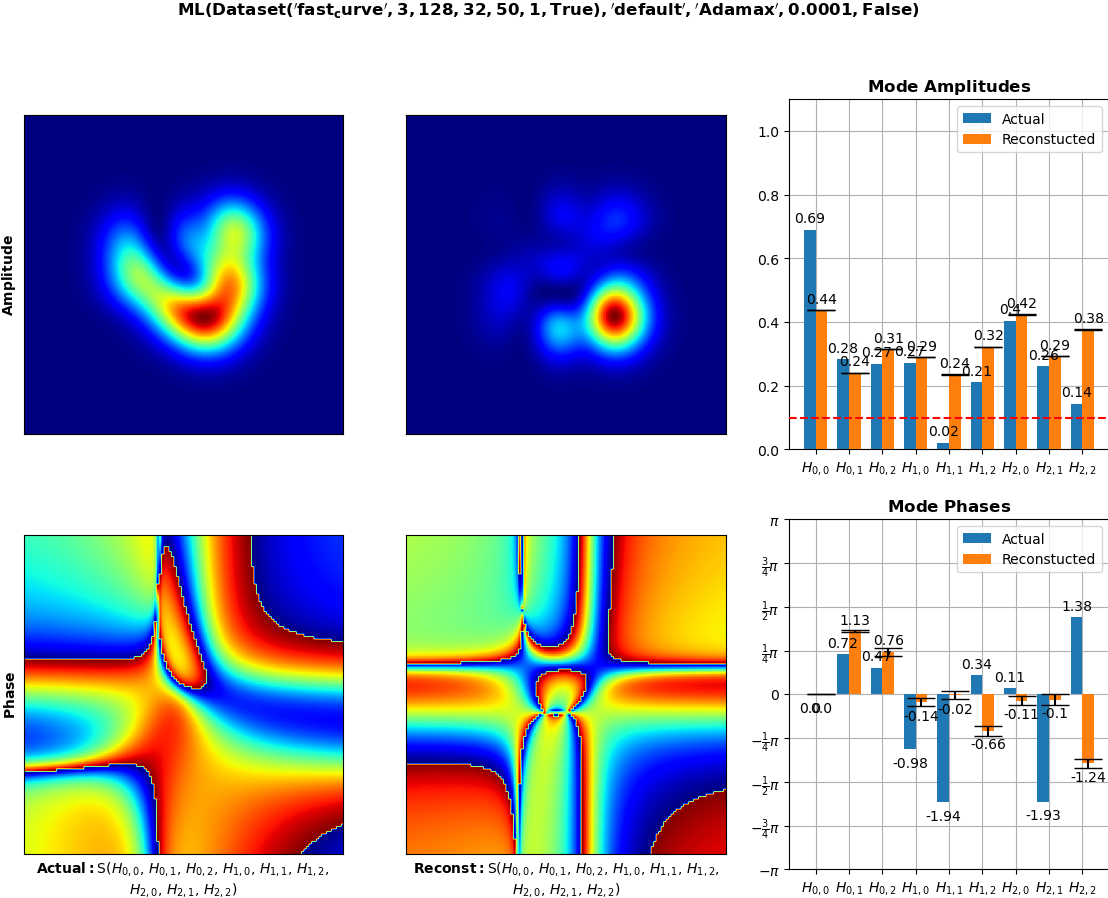 ML(Dataset('fast_curve', 3, 128, 32, 50, 1, True), 'default', 'Adamax', 0.0001, False)
Amplitude
Mode Amplitudes
Actual
Reconstucted
1.0
0.8
0.6
0.4
0.2
0.0
0.69
0.44
0.28
0.24
0.27
0.31
0.27
0.29
0.02
0.24
0.21
0.32
0.4
0.42
0.26
0.29
0.14
0.38
H0,0 H0,1 H0,2 H1,0 H1,1 H1,2 H2,0 H2,1 H2,2
Phase
Actual:S(H0,0, H0,1, H0,2, H1,0, H1,1, H1,2,
H2,0, H2,1, H2,2)
Reconst:S(H0,0, H0,1, H0,2, H1,0, H1,1, H1,2,
H2,0, H2,1, H2,2)
Mode Phases
Actual
Reconstucted
π
3/4π
1/2π
1/4π
0
−1/4π
−1/2π
−3/4π
−π
0.0
0.0
0.72
1.13
0.47
0.76
-0.98
-0.14
-1.94
-0.02
0.34
-0.66
0.11
-0.11
-1.93
-0.1
1.38
-1.24
H0,0 H0,1 H0,2 H1,0 H1,1 H1,2 H2,0 H2,1 H2,2